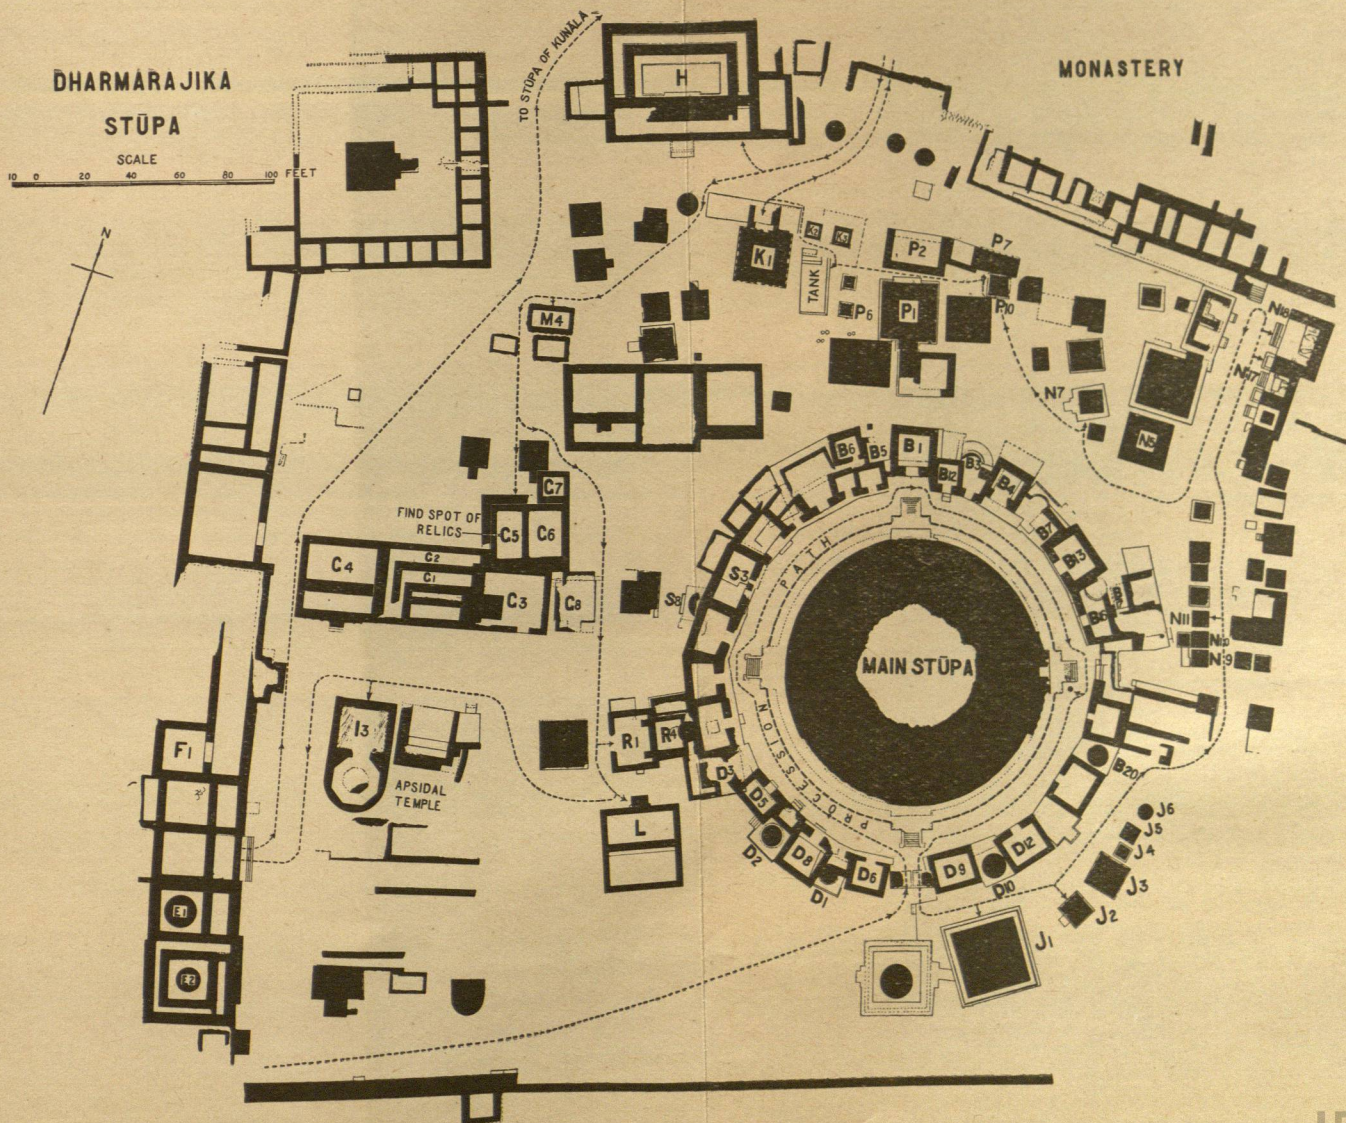 DHARMARAJIKA
STŪPA
SCALE
10 0 20 40 60 80 100 FEET
N
TO STŪPA OF KUNĀLA
H
MONASTERY
K1
P2
P7
TANK
P6
P1
P10
M4
N18
N17
N7
N5
B6
B5
B1
B12
B3
B4
B7
B13
B8
C7
FIND SPOT OF
RELICS
C5
C6
C4
C2
C1
C3
C8
S3
S8
PATH
MAIN STŪPA
PROCESSION
N11
N10
N9
F1
I3
APSIDAL
TEMPLE
R1
R4
D3
D5
D2
D8
D1
D6
D9
D10
D12
B20
L
J6
J5
J4
J3
J2
J1
E1
E2